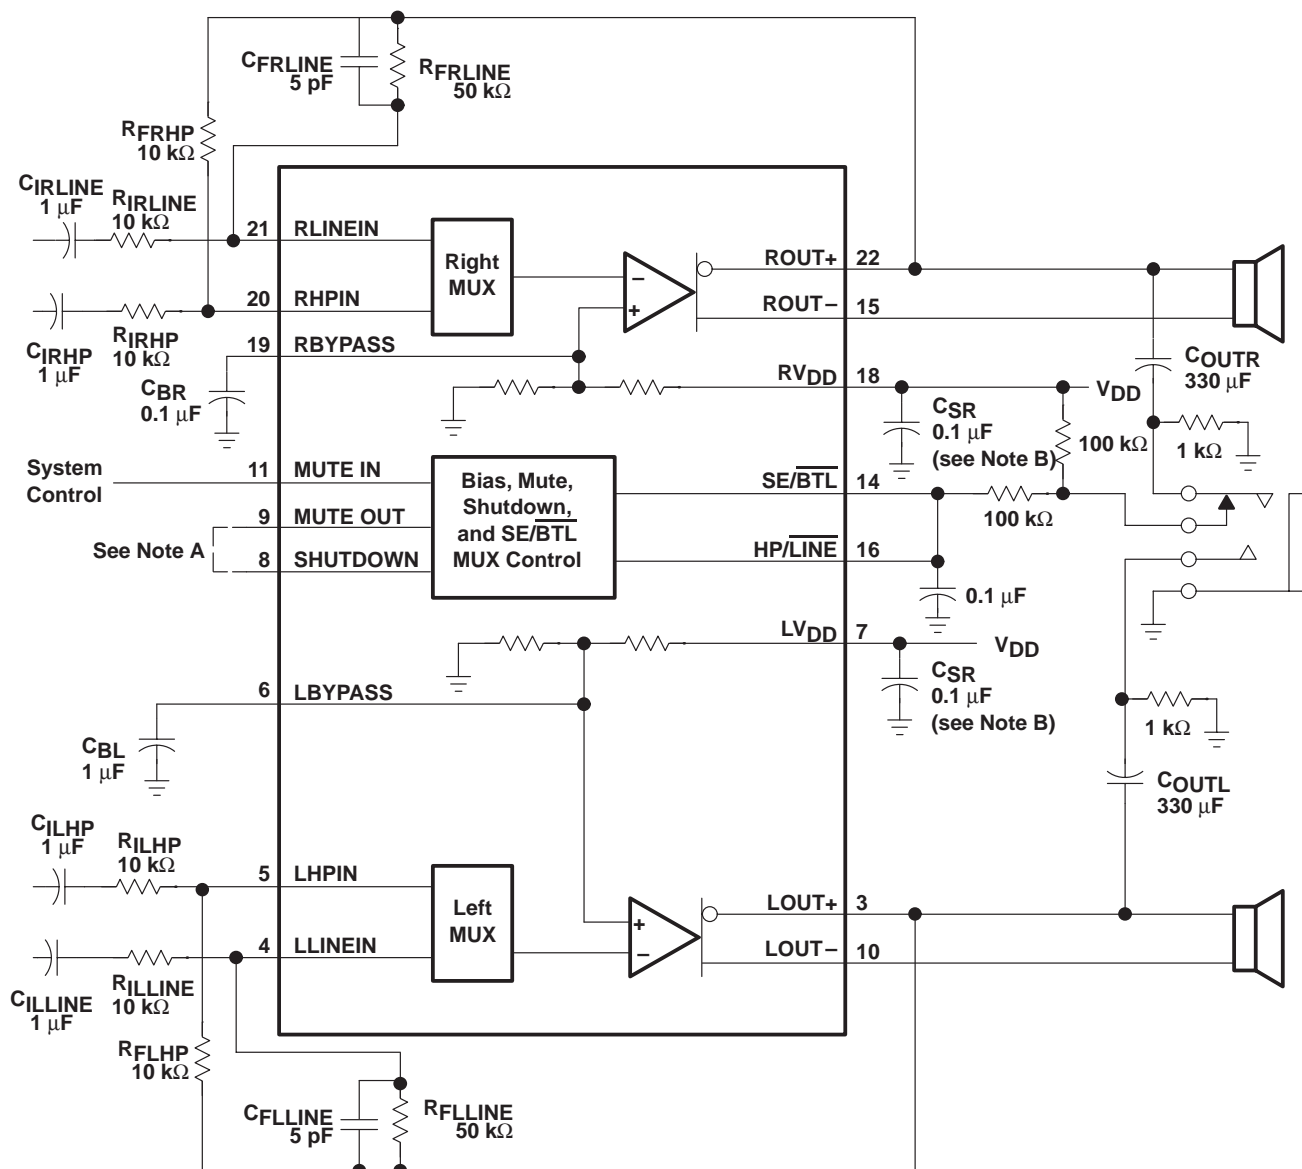 CFRLINE
5 pF
RFRLINE
50 kΩ
RFRHP
10 kΩ
CIRLINE
1 µF
RIRLINE
10 kΩ
21 RLINEIN
Right
MUX
−
+
ROUT+ 22
ROUT− 15
20 RHPIN
RIRHP
10 kΩ
CIRHP
1 µF
19 RBYPASS
CBR
0.1 µF
RVDD 18
VDD
CSR
0.1 µF
(see Note B)
100 kΩ
COUTR
330 µF
1 kΩ
System
Control
11 MUTE IN
9 MUTE OUT
See Note A
8 SHUTDOWN
Bias, Mute,
Shutdown,
and SE/BTL
MUX Control
SE/BTL 14
100 kΩ
HP/LINE 16
0.1 µF
LVDD 7
VDD
CSR
0.1 µF
(see Note B)
6 LBYPASS
CBL
1 µF
1 kΩ
COUTL
330 µF
CILHP
1 µF
RILHP
10 kΩ
5 LHPIN
Left
MUX
+
−
LOUT+ 3
LOUT− 10
4 LLINEIN
CILLINE
1 µF
RILLINE
10 kΩ
RFLHP
10 kΩ
CFLLINE
5 pF
RFLLINE
50 kΩ